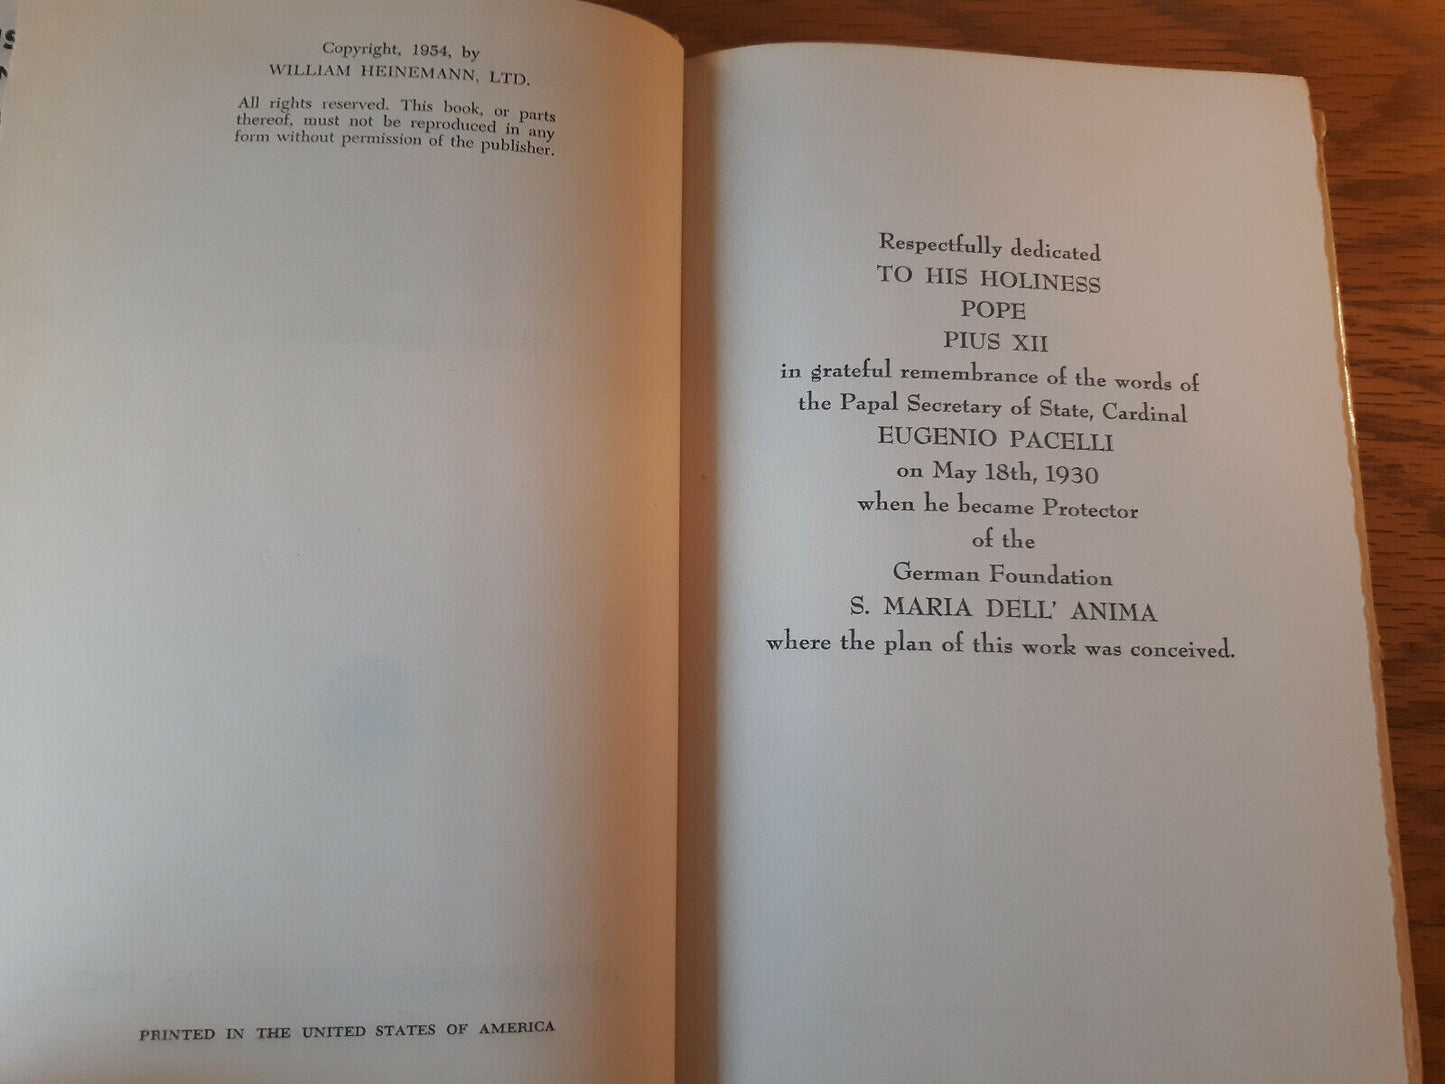 Copyright, 1954, by
WILLIAM HEINEMANN, LTD.
All rights reserved. This book, or parts
thereof, must not be reproduced in any
form without permission of the publisher.
PRINTED IN THE UNITED STATES OF AMERICA
Respectfully dedicated
TO HIS HOLINESS
POPE
PIUS XII
in grateful remembrance of the words of
the Papal Secretary of State, Cardinal
EUGENIO PACELLI
on May 18th, 1930
when he became Protector
of the
German Foundation
S. MARIA DELL' ANIMA
where the plan of this work was conceived.